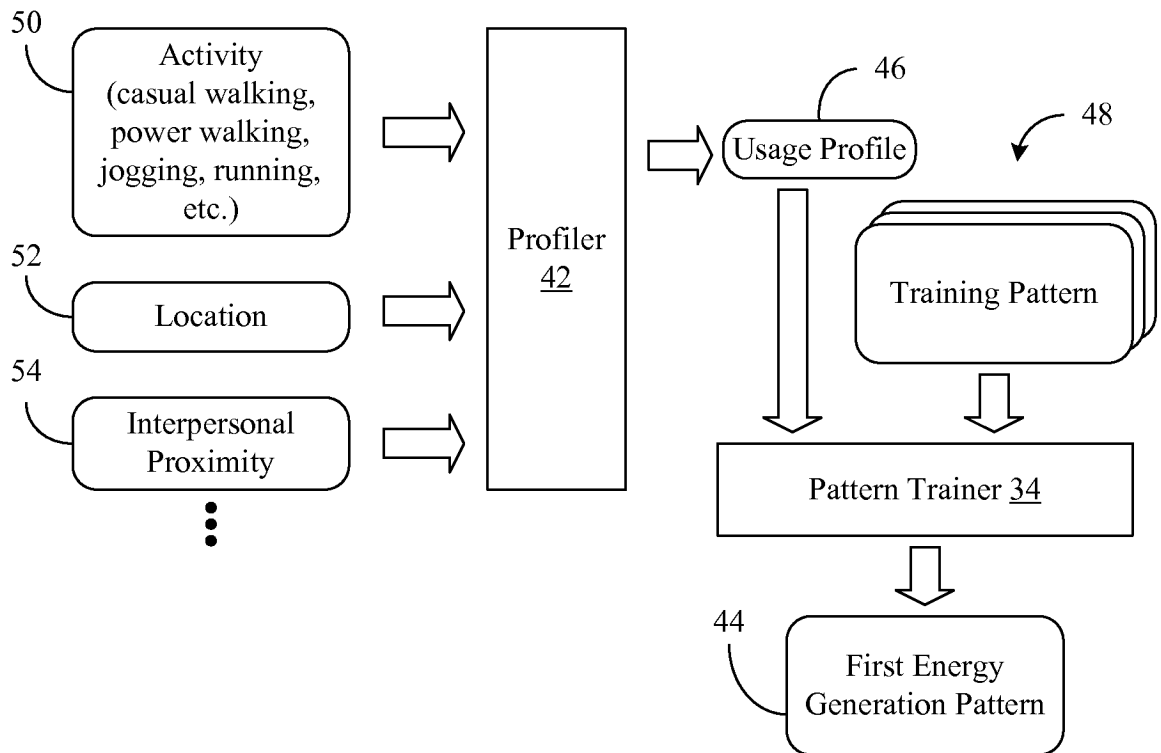 50
Activity
(casual walking,
power walking,
jogging, running,
etc.)
52
Location
54
Interpersonal
Proximity
Profiler
42
46
Usage Profile
48
Training Pattern
Pattern Trainer 34
44
First Energy
Generation Pattern